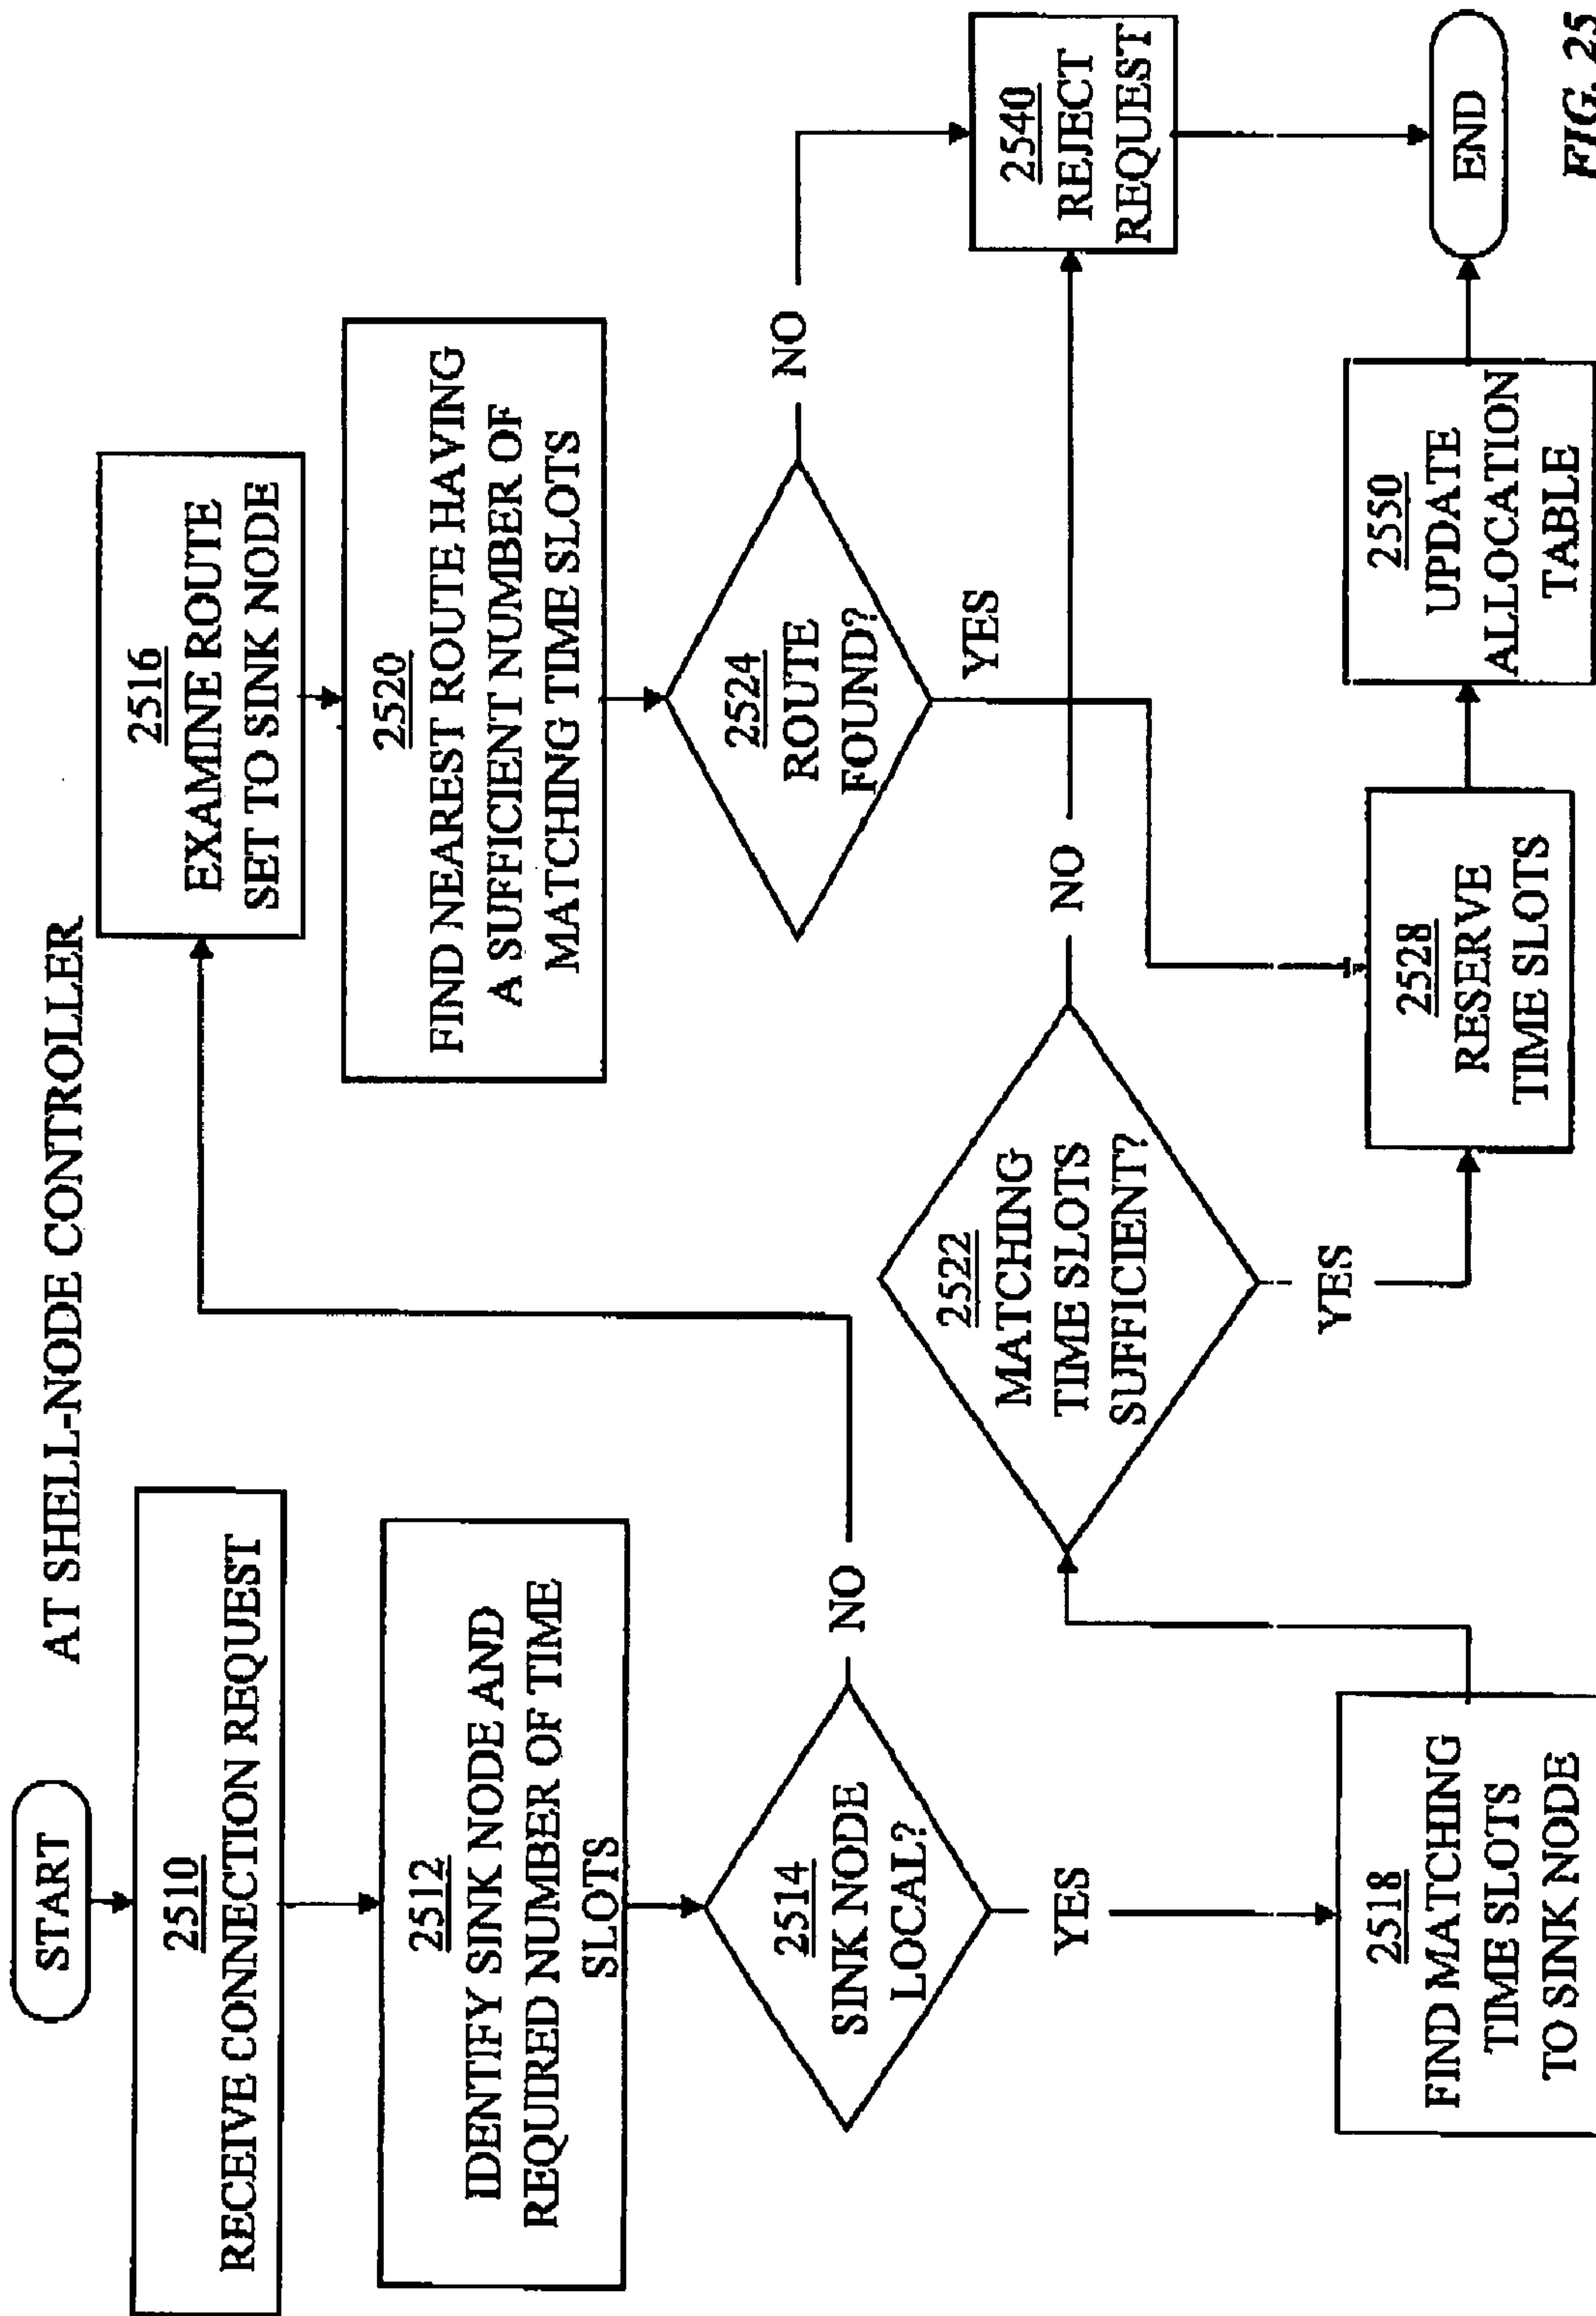 AT SHELL-NODE CONTROLLER
START
2510
RECEIVE CONNECTION REQUEST
2512
IDENTIFY SINK NODE AND
REQUIRED NUMBER OF TIME
SLOTS
2514
SINK NODE
LOCAL?
NO
YES
2518
FIND MATCHING
TIME SLOTS
TO SINK NODE
2516
EXAMINE ROUTE
SET TO SINK NODE
2520
FIND NEAREST ROUTE HAVING
A SUFFICIENT NUMBER OF
MATCHING TIME SLOTS
2524
ROUTE
FOUND?
NO
YES
2522
MATCHING
TIME SLOTS
SUFFICIENT?
NO
YES
2528
RESERVE
TIME SLOTS
2540
REJECT
REQUEST
2550
UPDATE
ALLOCATION
TABLE
END
FIG. 25